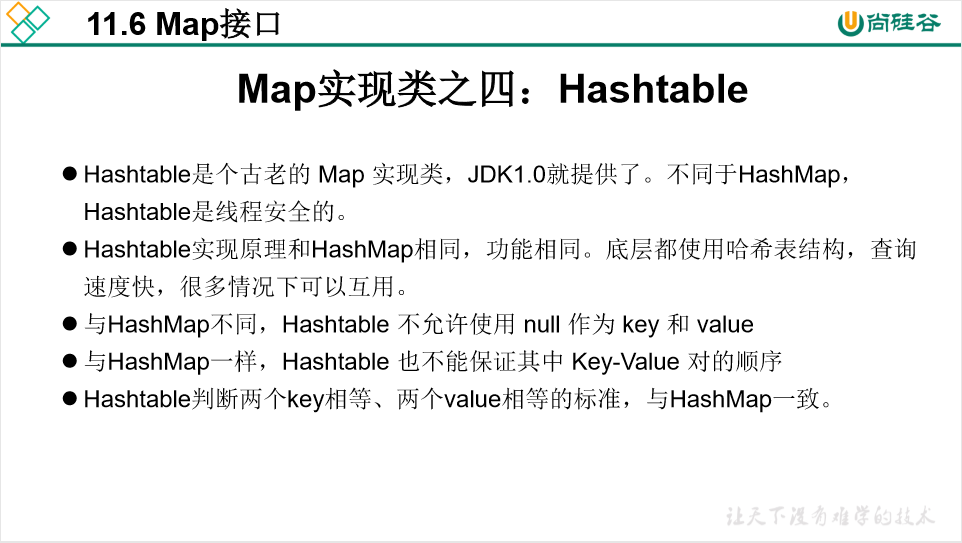 11.6 Map接口
尚硅谷
Map实现类之四：Hashtable
●Hashtable是个古老的 Map 实现类，JDK1.0就提供了。不同于HashMap，
Hashtable是线程安全的。
●Hashtable实现原理和HashMap相同，功能相同。底层都使用哈希表结构，查询
速度快，很多情况下可以互用。
●与HashMap不同，Hashtable 不允许使用 null 作为 key 和 value
●与HashMap一样，Hashtable 也不能保证其中 Key-Value 对的顺序
●Hashtable判断两个key相等、两个value相等的标准，与HashMap一致。
让天下没有难学的技术